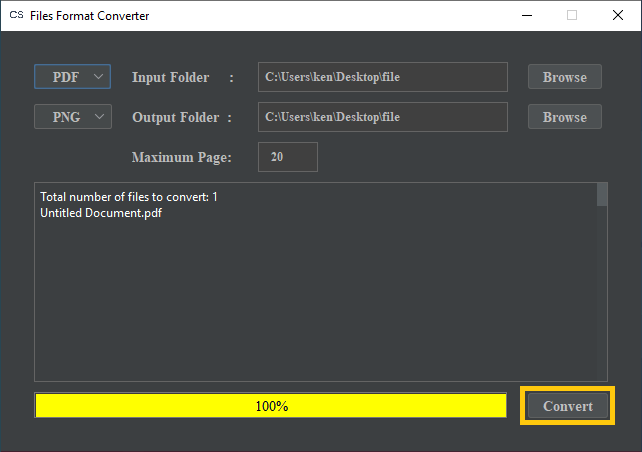 CS Files Format Converter
PDF Input Folder : C:\Users\ken\Desktop\file Browse
PNG Output Folder : C:\Users\ken\Desktop\file Browse
Maximum Page: 20
Total number of files to convert: 1
Untitled Document.pdf
100% Convert